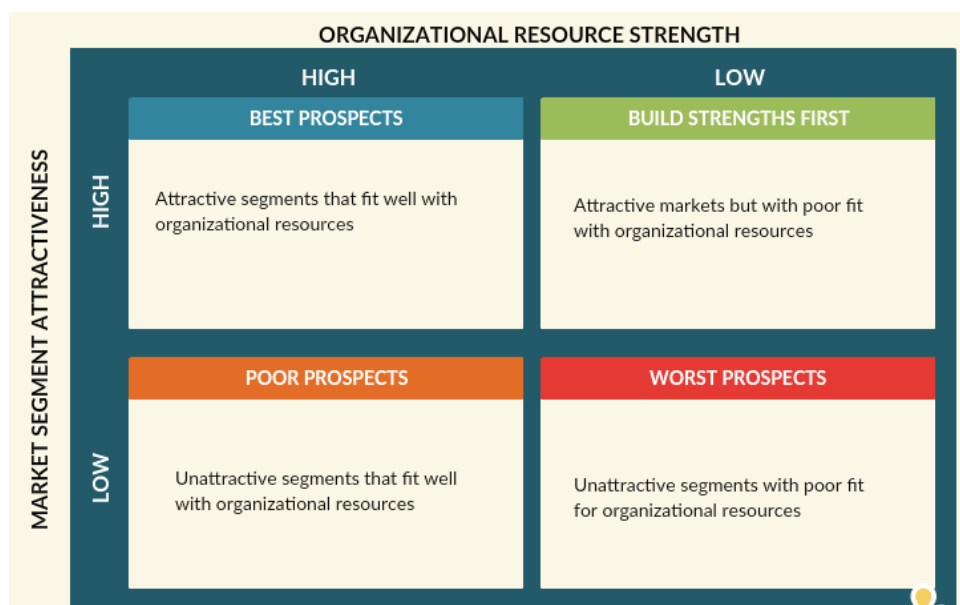 ORGANIZATIONAL RESOURCE STRENGTH
HIGH
LOW
MARKET SEGMENT ATTRACTIVENESS
HIGH
BEST PROSPECTS
Attractive segments that fit well with
organizational resources
BUILD STRENGTHS FIRST
Attractive markets but with poor fit
with organizational resources
LOW
POOR PROSPECTS
Unattractive segments that fit well
with organizational resources
WORST PROSPECTS
Unattractive segments with poor fit
for organizational resources